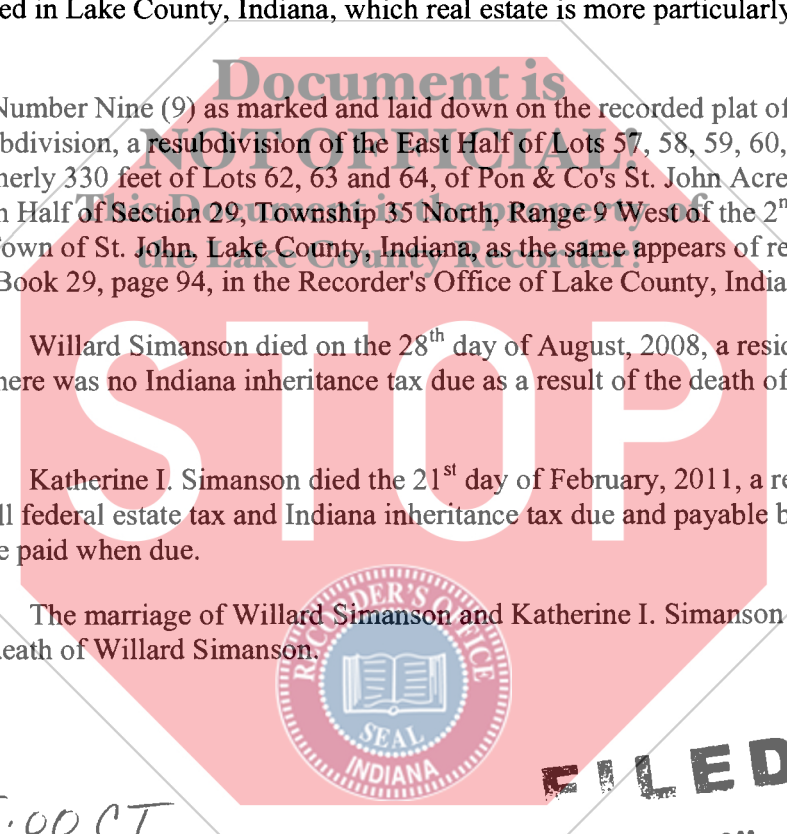 ed in Lake County, Indiana, which real estate is more particularly
Document is
Number Nine (9) as marked and laid down on the recorded plat of
NOT OFFICIAL!
bdivision, a resubdivision of the East Half of Lots 57, 58, 59, 60,
erly 330 feet of Lots 62, 63 and 64, of Pon & Co's St. John Acre
This Document is the property of
Half of Section 29, Township 35 North, Range 9 West of the 2n
the Lake County Recorder!
Town of St. John, Lake County, Indiana, as the same appears of re
Book 29, page 94, in the Recorder's Office of Lake County, India
STOP
Willard Simanson died on the 28th day of August, 2008, a resid
here was no Indiana inheritance tax due as a result of the death of
Katherine I. Simanson died the 21st day of February, 2011, a re
ll federal estate tax and Indiana inheritance tax due and payable b
e paid when due.
The marriage of Willard Simanson and Katherine I. Simanson
eath of Willard Simanson.
RECORDER'S OFFICE
SEAL
INDIANA
FILED
.00 CT